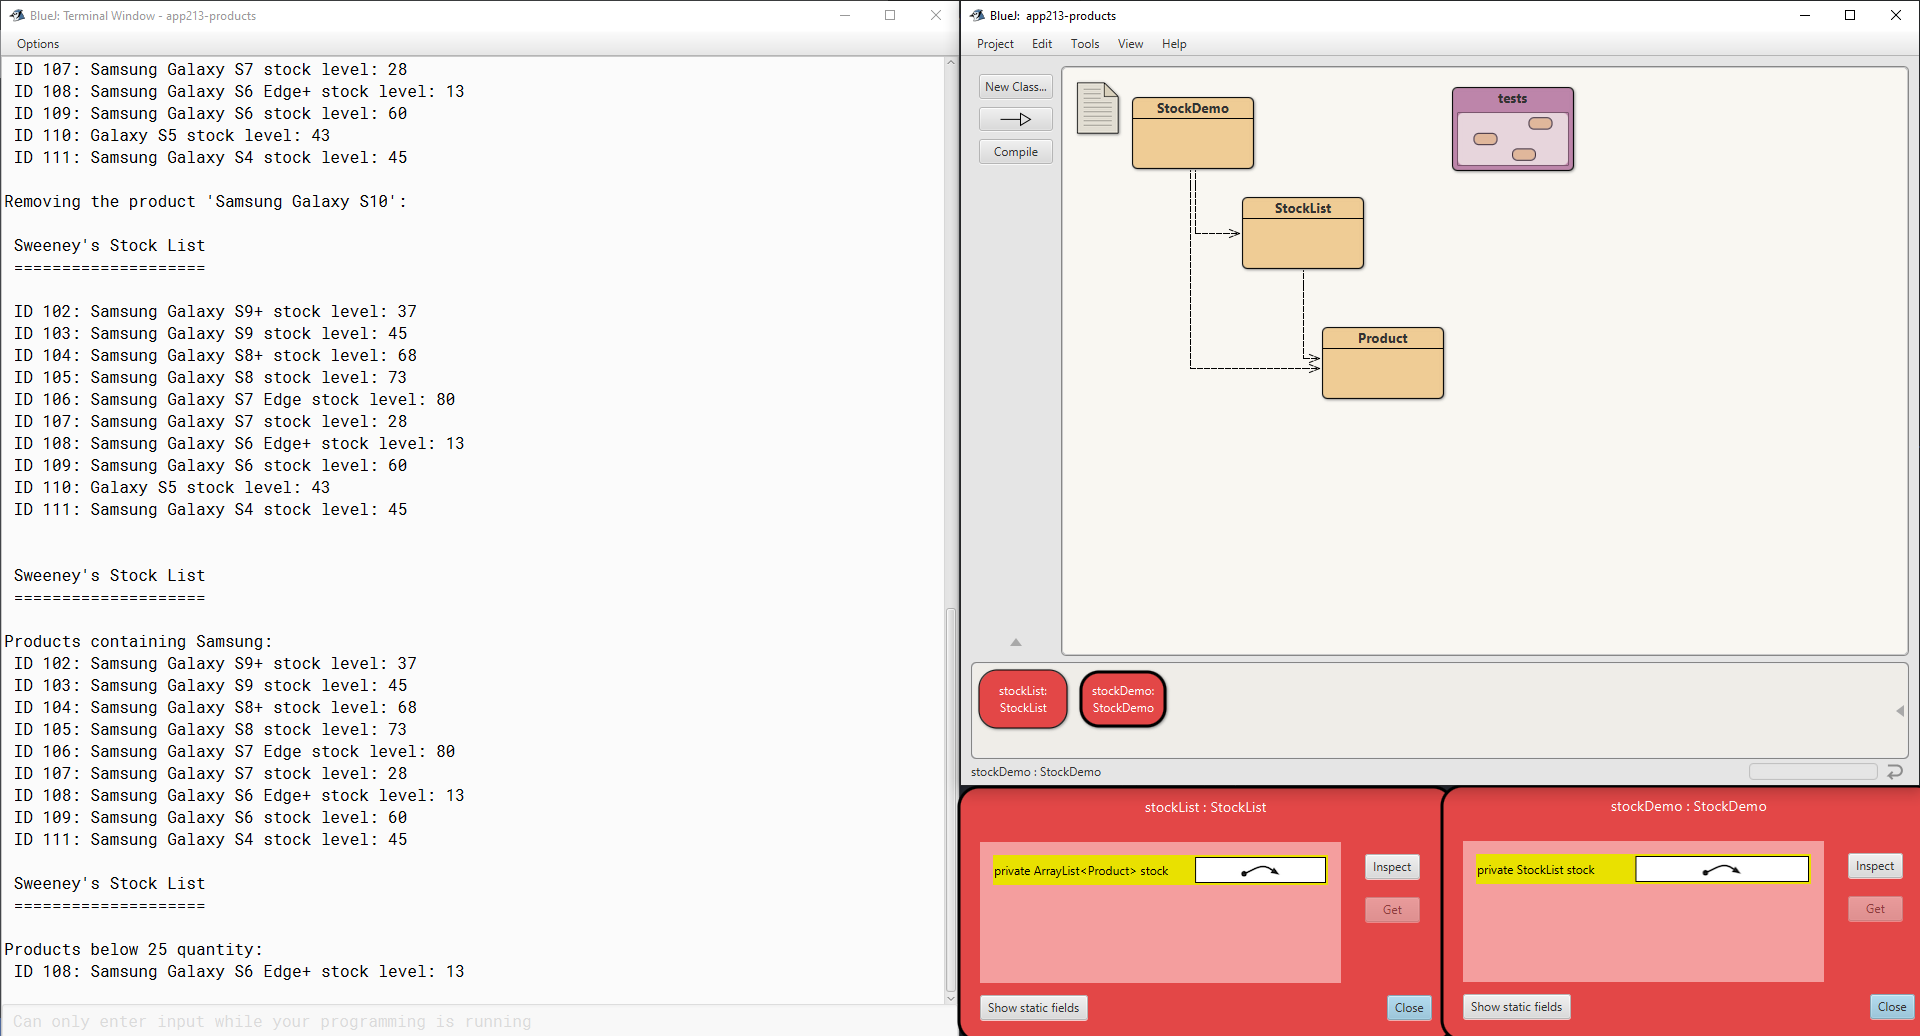 BlueJ: Terminal Window - app213-products
Options
ID 107: Samsung Galaxy S7 stock level: 28
ID 108: Samsung Galaxy S6 Edge+ stock level: 13
ID 109: Samsung Galaxy S6 stock level: 60
ID 110: Galaxy S5 stock level: 43
ID 111: Samsung Galaxy S4 stock level: 45
Removing the product 'Samsung Galaxy S10':
Sweeney's Stock List
====================
ID 102: Samsung Galaxy S9+ stock level: 37
ID 103: Samsung Galaxy S9 stock level: 45
ID 104: Samsung Galaxy S8+ stock level: 68
ID 105: Samsung Galaxy S8 stock level: 73
ID 106: Samsung Galaxy S7 Edge stock level: 80
ID 107: Samsung Galaxy S7 stock level: 28
ID 108: Samsung Galaxy S6 Edge+ stock level: 13
ID 109: Samsung Galaxy S6 stock level: 60
ID 110: Galaxy S5 stock level: 43
ID 111: Samsung Galaxy S4 stock level: 45
Sweeney's Stock List
====================
Products containing Samsung:
ID 102: Samsung Galaxy S9+ stock level: 37
ID 103: Samsung Galaxy S9 stock level: 45
ID 104: Samsung Galaxy S8+ stock level: 68
ID 105: Samsung Galaxy S8 stock level: 73
ID 106: Samsung Galaxy S7 Edge stock level: 80
ID 107: Samsung Galaxy S7 stock level: 28
ID 108: Samsung Galaxy S6 Edge+ stock level: 13
ID 109: Samsung Galaxy S6 stock level: 60
ID 111: Samsung Galaxy S4 stock level: 45
Sweeney's Stock List
====================
Products below 25 quantity:
ID 108: Samsung Galaxy S6 Edge+ stock level: 13
Can only enter input while your programming is running
BlueJ: app213-products
Project Edit Tools View Help
New Class...
Compile
StockDemo
tests
StockList
Product
stockList:
StockList
stockDemo:
StockDemo
stockDemo : StockDemo
stockList : StockList
private ArrayList<Product> stock
Inspect
Get
Show static fields
Close
stockDemo : StockDemo
private StockList stock
Inspect
Get
Show static fields
Close